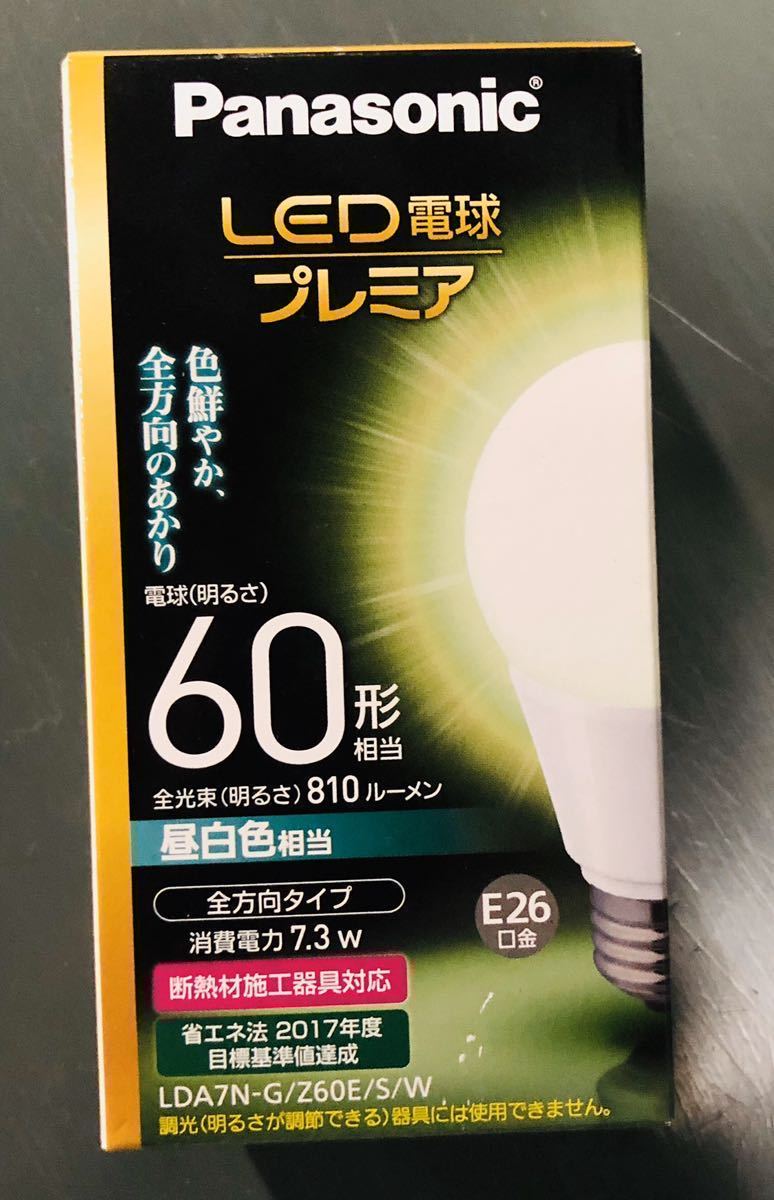 Panasonic®
LED電球
プレミア
色鮮やか、
全方向のあかり
電球(明るさ)
60形
相当
全光束(明るさ)810ルーメン
昼白色相当
全方向タイプ
消費電力7.3W
E26
口金
断熱材施工器具対応
省エネ法 2017年度
目標基準値達成
LDA7N-G/Z60E/S/W
調光(明るさが調節できる)器具には使用できません。